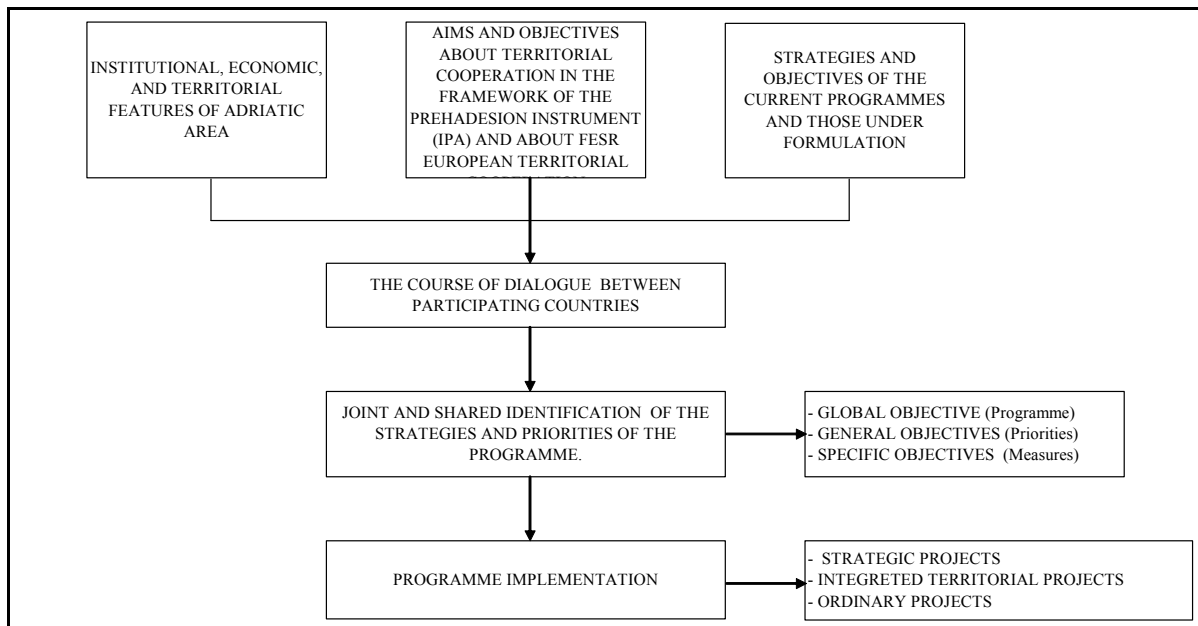 INSTITUTIONAL, ECONOMIC,
AND TERRITORIAL
FEATURES OF ADRIATIC
AREA
AIMS AND OBJECTIVES
ABOUT TERRITORIAL
COOPERATION IN THE
FRAMEWORK OF THE
PREHADESION INSTRUMENT
(IPA) AND ABOUT FESR
EUROPEAN TERRITORIAL
STRATEGIES AND
OBJECTIVES OF THE
CURRENT PROGRAMMES
AND THOSE UNDER
FORMULATION
THE COURSE OF DIALOGUE BETWEEN
PARTICIPATING COUNTRIES
JOINT AND SHARED IDENTIFICATION OF THE
STRATEGIES AND PRIORITIES OF THE
PROGRAMME.
- GLOBAL OBJECTIVE (Programme)
- GENERAL OBJECTIVES (Priorities)
- SPECIFIC OBJECTIVES (Measures)
PROGRAMME IMPLEMENTATION
- STRATEGIC PROJECTS
- INTEGRETED TERRITORIAL PROJECTS
- ORDINARY PROJECTS